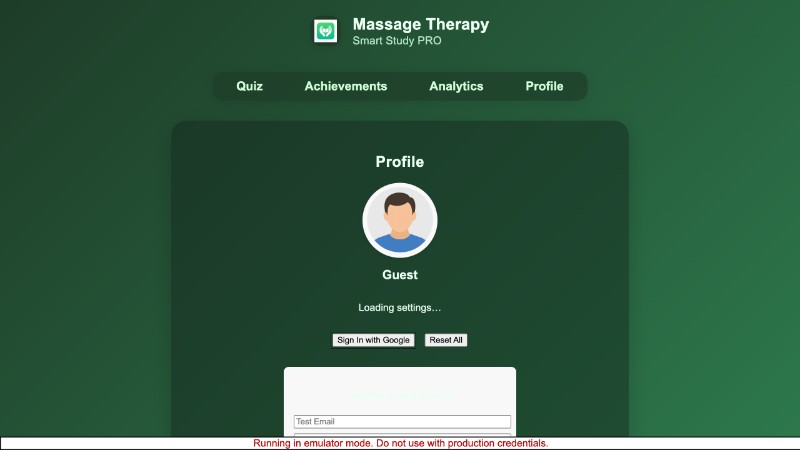 Massage Therapy
Smart Study PRO
Quiz Achievements Analytics Profile
Profile
Guest
Loading settings…
Sign In with Google Reset All
Test Email
Running in emulator mode. Do not use with production credentials.